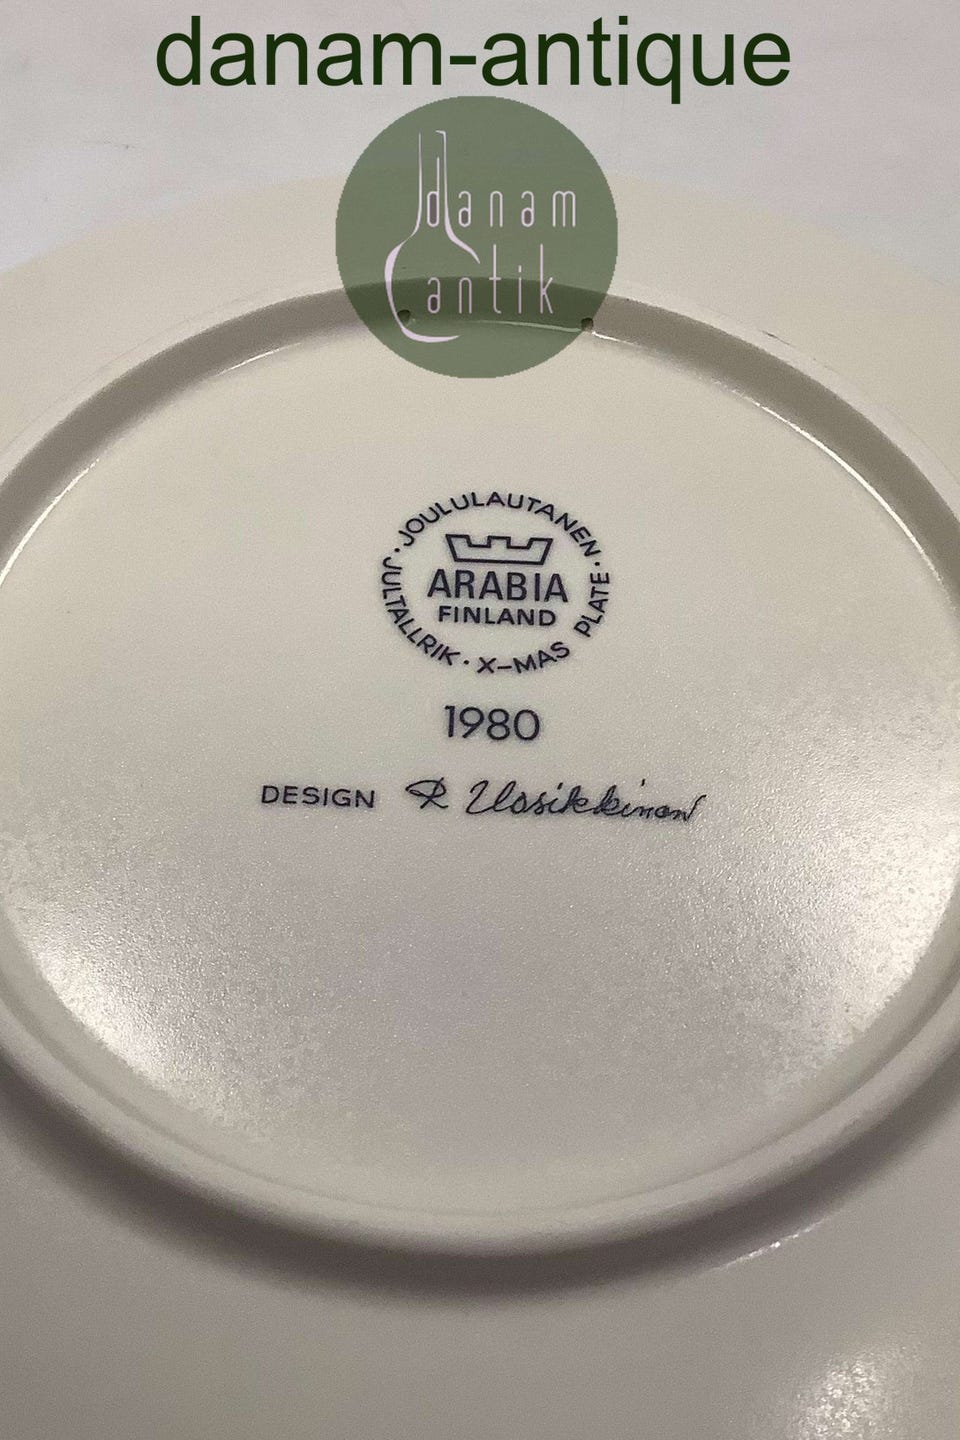 danam-antique
danam
antik
JOULULAUTANEN · X-MAS PLATE · JULTALLRIK ·
ARABIA
FINLAND
1980
DESIGN R Uosikkinen